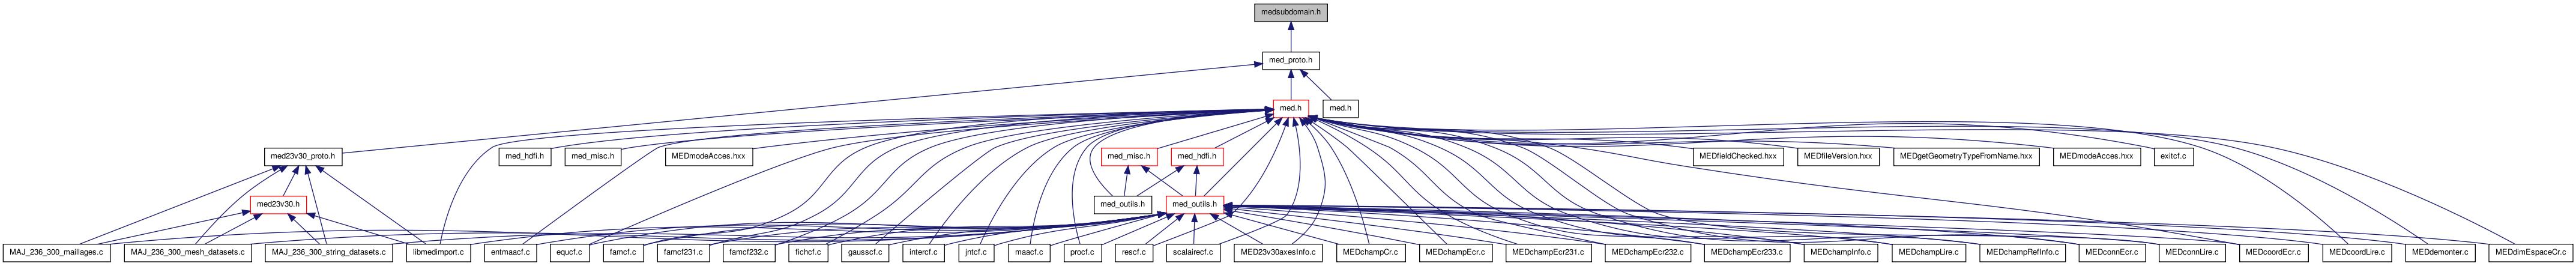 medsubdomain.h
med_proto.h
med.h
med.h
med23v30_proto.h
med_hdfi.h
med_misc.h
MEDmodeAcces.hxx
med_misc.h
med_hdfi.h
MEDfieldChecked.hxx
MEDfileVersion.hxx
MEDgetGeometryTypeFromName.hxx
MEDmodeAcces.hxx
exitcf.c
med23v30.h
med_outils.h
med_outils.h
MAJ_236_300_maillages.c
MAJ_236_300_mesh_datasets.c
MAJ_236_300_string_datasets.c
libmedimport.c
entmaacf.c
equcf.c
famcf.c
famcf231.c
famcf232.c
fichcf.c
gausscf.c
intercf.c
jntcf.c
maacf.c
procf.c
rescf.c
scalairecf.c
MED23v30axesInfo.c
MEDchampCr.c
MEDchampEcr.c
MEDchampEcr231.c
MEDchampEcr232.c
MEDchampEcr233.c
MEDchampInfo.c
MEDchampLire.c
MEDchampRefInfo.c
MEDconnEcr.c
MEDconnLire.c
MEDcoordEcr.c
MEDcoordLire.c
MEDdemonter.c
MEDdimEspaceCr.c